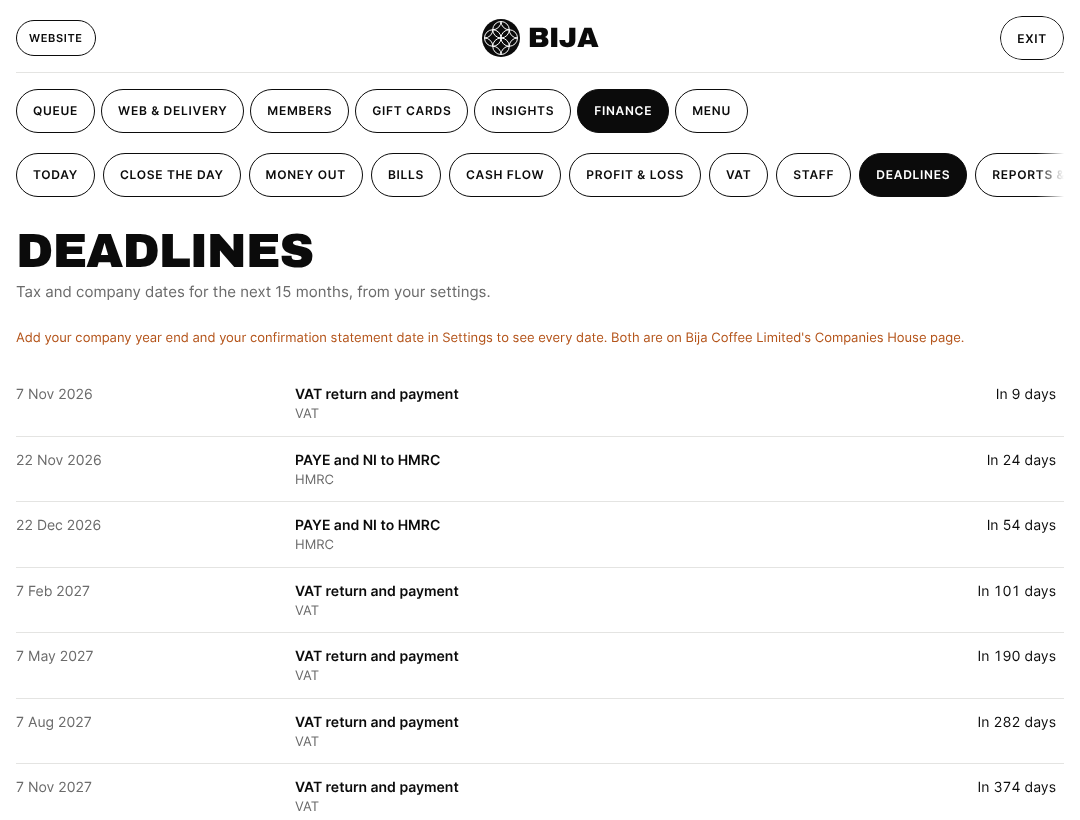 WEBSITE
BIJA
EXIT
QUEUE
WEB & DELIVERY
MEMBERS
GIFT CARDS
INSIGHTS
FINANCE
MENU
TODAY
CLOSE THE DAY
MONEY OUT
BILLS
CASH FLOW
PROFIT & LOSS
VAT
STAFF
DEADLINES
REPORTS &
DEADLINES
Tax and company dates for the next 15 months, from your settings.
Add your company year end and your confirmation statement date in Settings to see every date. Both are on Bija Coffee Limited's Companies House page.
7 Nov 2026 VAT return and payment In 9 days
VAT
22 Nov 2026 PAYE and NI to HMRC In 24 days
HMRC
22 Dec 2026 PAYE and NI to HMRC In 54 days
HMRC
7 Feb 2027 VAT return and payment In 101 days
VAT
7 May 2027 VAT return and payment In 190 days
VAT
7 Aug 2027 VAT return and payment In 282 days
VAT
7 Nov 2027 VAT return and payment In 374 days
VAT